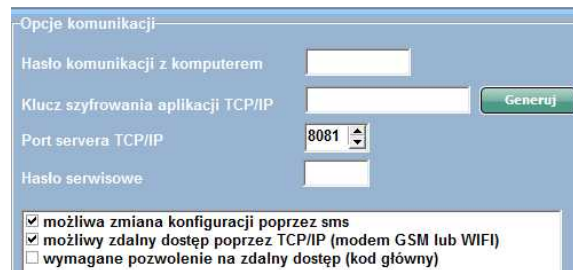 Opcje komunikacji
Hasło komunikacji z komputerem
Klucz szyfrowania aplikacji TCP/IP
Generuj
Port servera TCP/IP
8081
Hasło serwisowe
możliwa zmiana konfiguracji poprzez sms
możliwy zdalny dostęp poprzez TCP/IP (modem GSM lub WIFI)
wymagane pozwolenie na zdalny dostęp (kod główny)